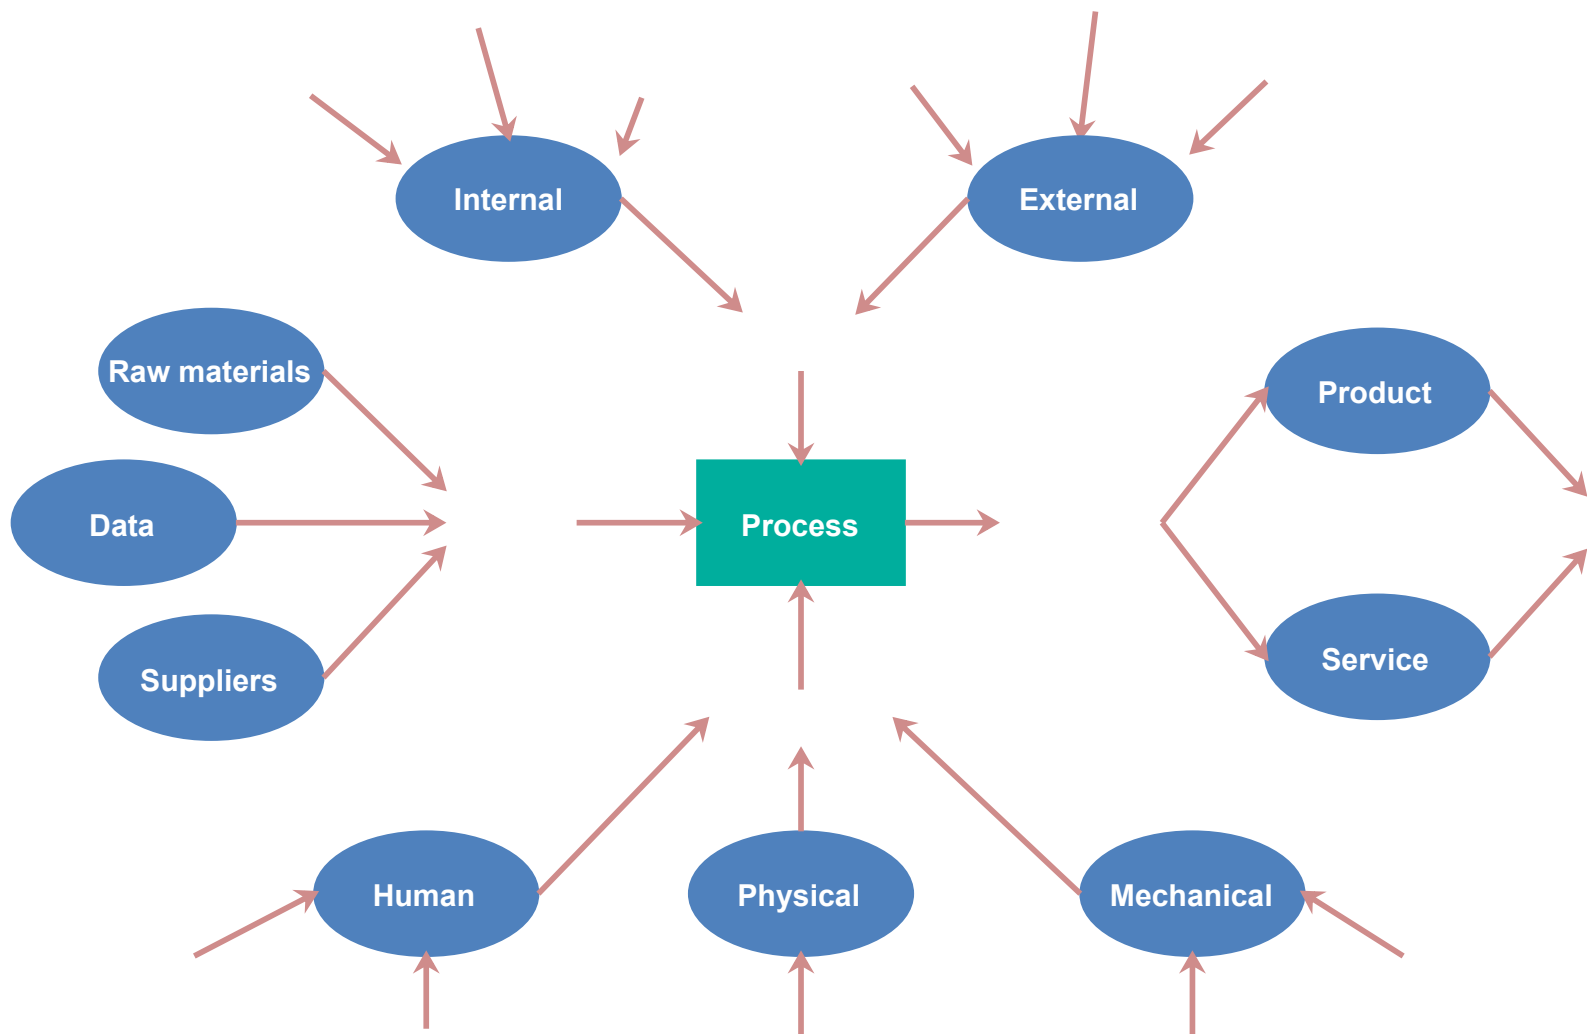 Internal
External
Raw materials
Product
Data
Process
Service
Suppliers
Human
Physical
Mechanical